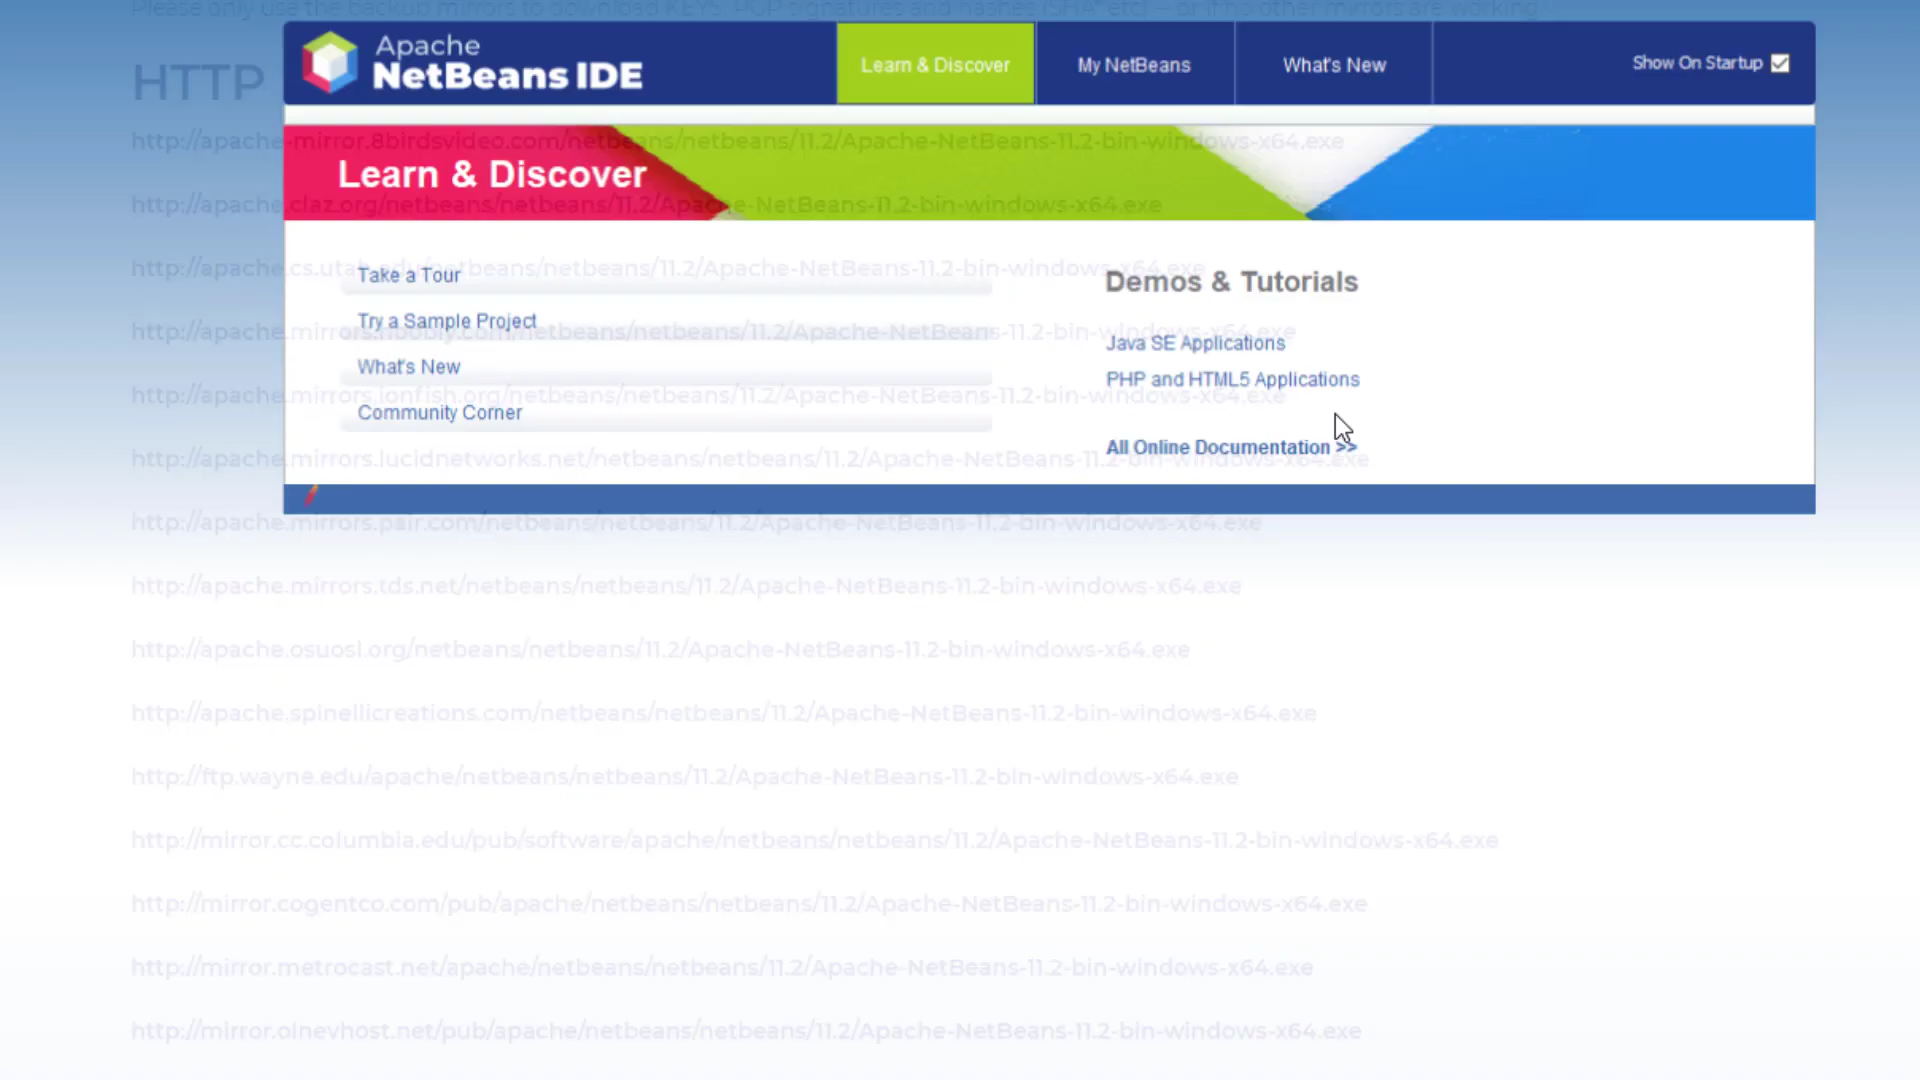 Please only use the backup mirrors to download KEYS, PGP signatures and hashes (SHA* etc) -- or if no other mirrors are working.
Apache
NetBeans IDE
Learn & Discover
My NetBeans
What's New
Show On Startup
HTTP
http://apache-mirror.8birdsvideo.com/netbeans/netbeans/11.2/Apache-NetBeans-11.2-bin-windows-x64.exe
Learn & Discover
http://apache.claz.org/netbeans/netbeans/11.2/Apache-NetBeans-11.2-bin-windows-x64.exe
http://apache.cs.utah.edu/netbeans/netbeans/11.2/Apache-NetBeans-11.2-bin-windows-x64.exe
Take a Tour
Demos & Tutorials
http://apache.mirrors.hoobly.com/netbeans/netbeans/11.2/Apache-NetBeans-11.2-bin-windows-x64.exe
Try a Sample Project
Java SE Applications
What's New
PHP and HTML5 Applications
http://apache.mirrors.ionfish.org/netbeans/netbeans/11.2/Apache-NetBeans-11.2-bin-windows-x64.exe
Community Corner
All Online Documentation >>
http://apache.mirrors.lucidnetworks.net/netbeans/netbeans/11.2/Apache-NetBeans-11.2-bin-windows-x64.exe
http://apache.mirrors.pair.com/netbeans/netbeans/11.2/Apache-NetBeans-11.2-bin-windows-x64.exe
http://apache.mirrors.tds.net/netbeans/netbeans/11.2/Apache-NetBeans-11.2-bin-windows-x64.exe
http://apache.osuosl.org/netbeans/netbeans/11.2/Apache-NetBeans-11.2-bin-windows-x64.exe
http://apache.spinellicreations.com/netbeans/netbeans/11.2/Apache-NetBeans-11.2-bin-windows-x64.exe
http://ftp.wayne.edu/apache/netbeans/netbeans/11.2/Apache-NetBeans-11.2-bin-windows-x64.exe
http://mirror.cc.columbia.edu/pub/software/apache/netbeans/netbeans/11.2/Apache-NetBeans-11.2-bin-windows-x64.exe
http://mirror.cogentco.com/pub/apache/netbeans/netbeans/11.2/Apache-NetBeans-11.2-bin-windows-x64.exe
http://mirror.metrocast.net/apache/netbeans/netbeans/11.2/Apache-NetBeans-11.2-bin-windows-x64.exe
http://mirror.olnevhost.net/pub/apache/netbeans/netbeans/11.2/Apache-NetBeans-11.2-bin-windows-x64.exe